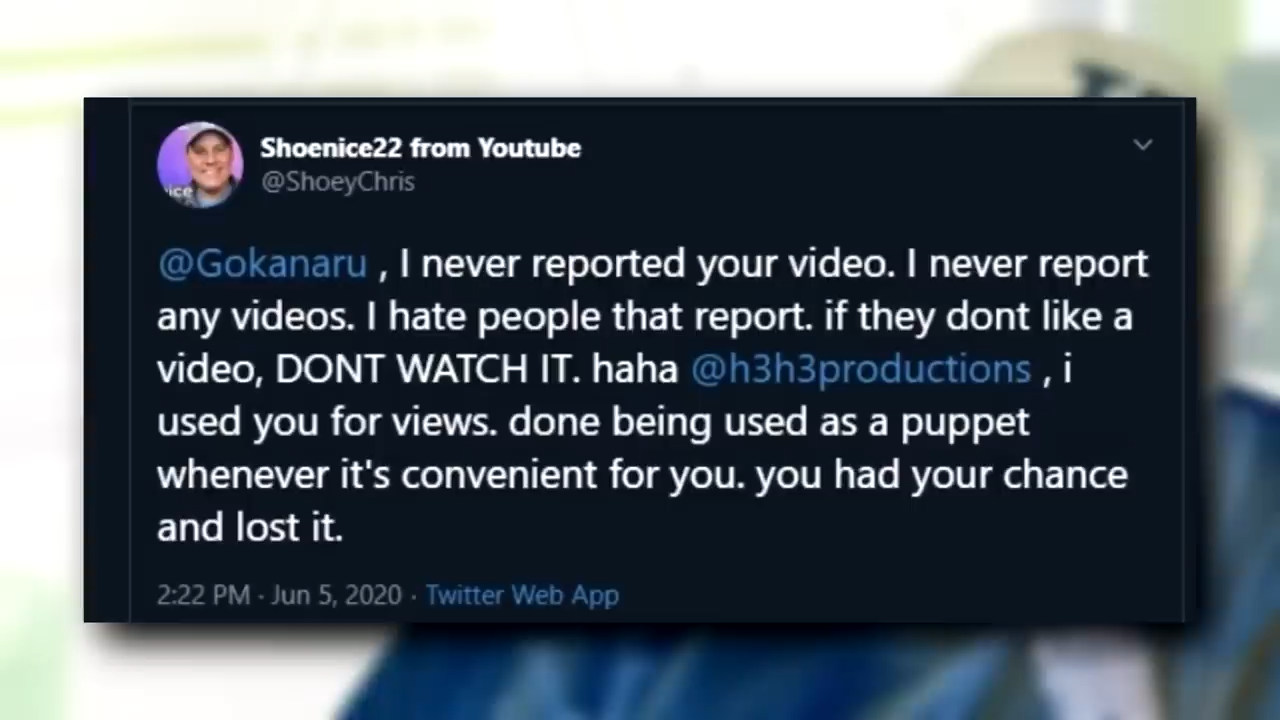 Shoenice22 from Youtube
@ShoeyChris
@Gokanaru , I never reported your video. I never report
any videos. I hate people that report. if they dont like a
video, DONT WATCH IT. haha @h3h3productions , i
used you for views. done being used as a puppet
whenever it's convenient for you. you had your chance
and lost it.
2:22 PM · Jun 5, 2020 · Twitter Web App